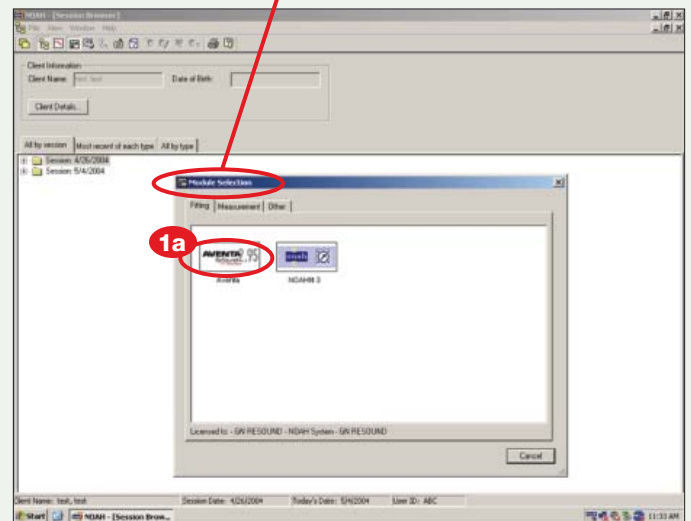 NOAH - [Session Browser]
File View Window Help
Client Information
Client Name: test, test Date of Birth:
Client Details...
All by session Most recent of each type All by type
Session: 4/26/2004
Session: 5/4/2004
Module Selection
Fitting Measurement Other
1a
AVENTA 2.95
noah
Aventa
Licensed to: - GN RESOUND - NOAH System - GN RESOUND
Cancel
Client Name: test, test Session Date: 4/26/2004 Today's Date: 5/4/2004 User ID: ABC
Start NOAH - [Session Brow... 11:33 AM